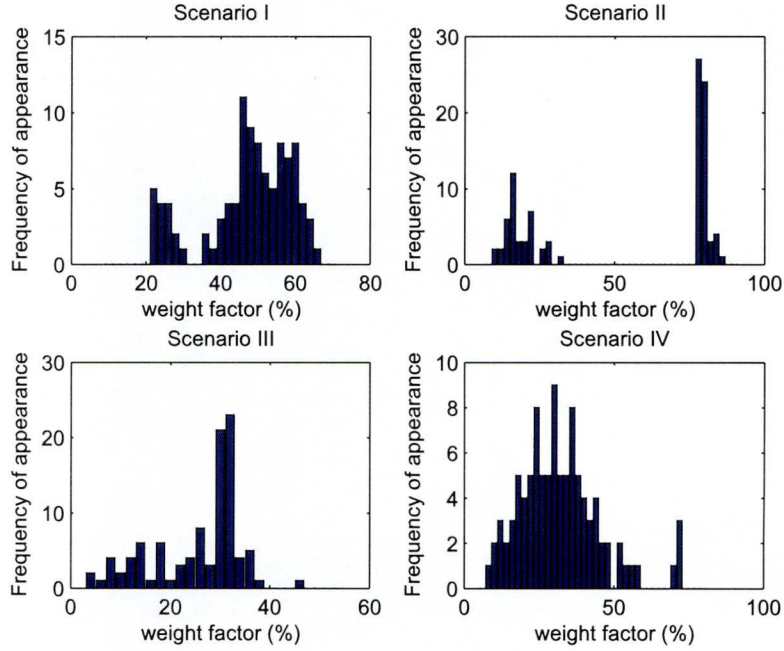 Scenario I
15
10
5
0
Frequency of appearance
0 20 40 60 80
weight factor (%)
Scenario II
30
20
10
0
Frequency of appearance
0 50 100
weight factor (%)
Scenario III
30
20
10
0
Frequency of appearance
0 20 40 60
weight factor (%)
Scenario IV
10
8
6
4
2
0
Frequency of appearance
0 50 100
weight factor (%)